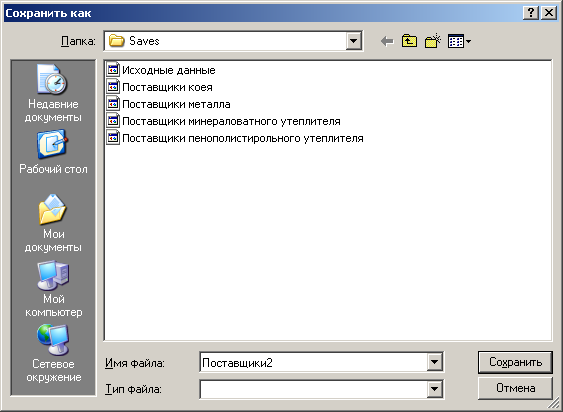 Сохранить как
Папка: Saves
Недавние
документы
Рабочий стол
Мои
документы
Мой
компьютер
Сетевое
окружение
Исходные данные
Поставщики коея
Поставщики металла
Поставщики минераловатного утеплителя
Поставщики пенополистирольного утеплителя
Имя файла: Поставщики2
Сохранить
Тип файла:
Отмена